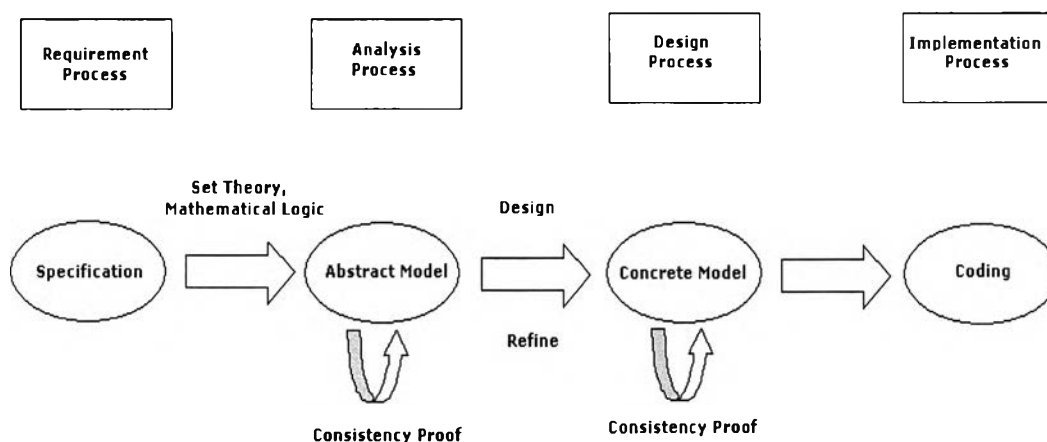 Requirement
Process
Analysis
Process
Design
Process
Implementation
Process
Set Theory,
Mathematical Logic
Design
Specification
Abstract Model
Concrete Model
Coding
Refine
Consistency Proof
Consistency Proof